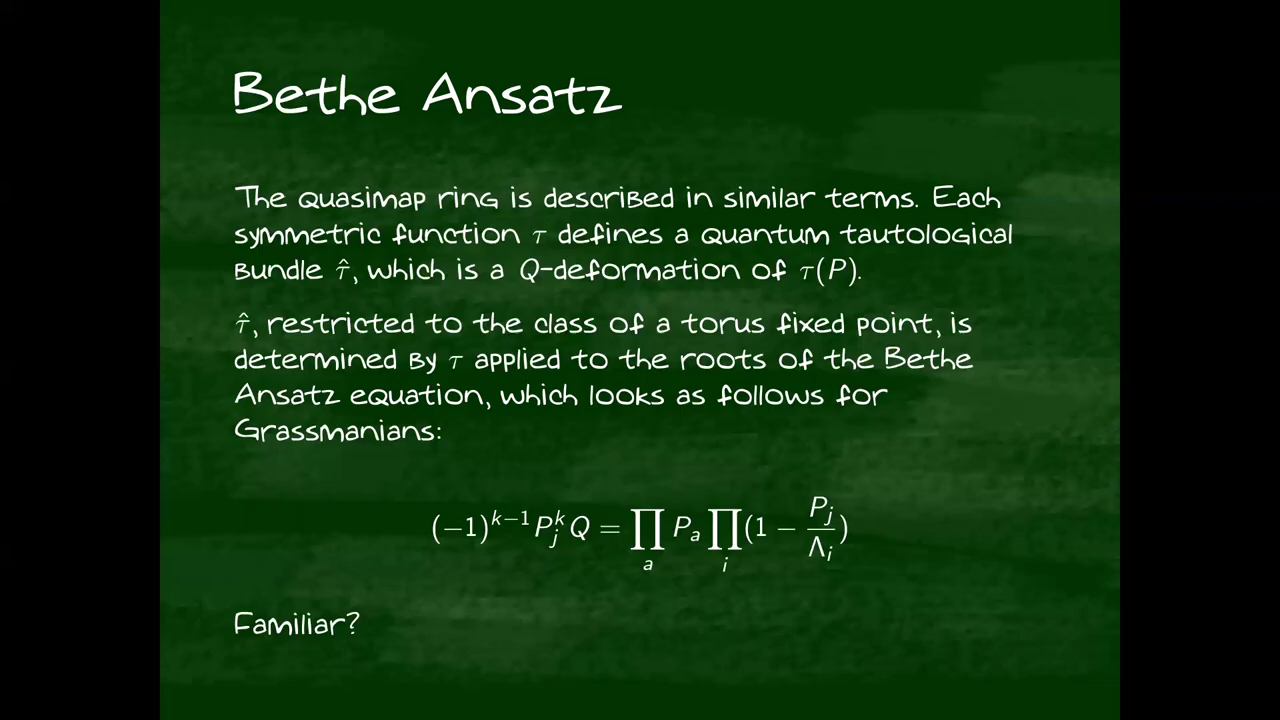 Bethe Ansatz
The quasimap ring is described in similar terms. Each
symmetric function τ defines a quantum tautological
bundle τ̂, which is a Q-deformation of τ(P).
τ̂, restricted to the class of a torus fixed point, is
determined by τ applied to the roots of the Bethe
Ansatz equation, which looks as follows for
Grassmanians:
(−1)^{k−1} P_j^k Q = ∏_a P_a ∏_i (1 − P_j/Λ_i)
Familiar?